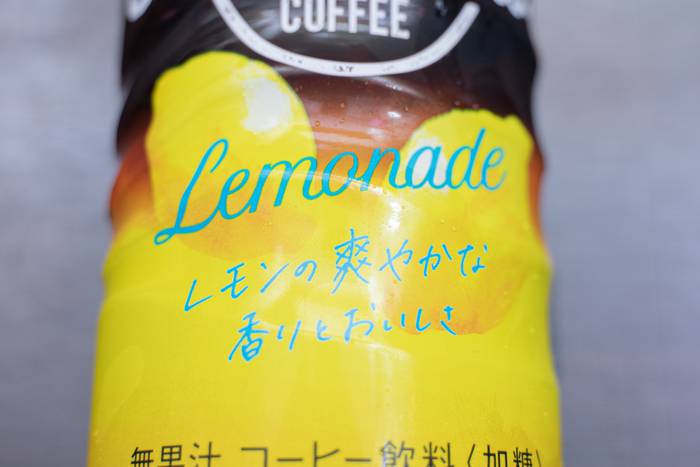 COFFEE
Lemonade
レモンの爽やかな
香りとおいしさ
無果汁 コーヒー飲料（加糖）